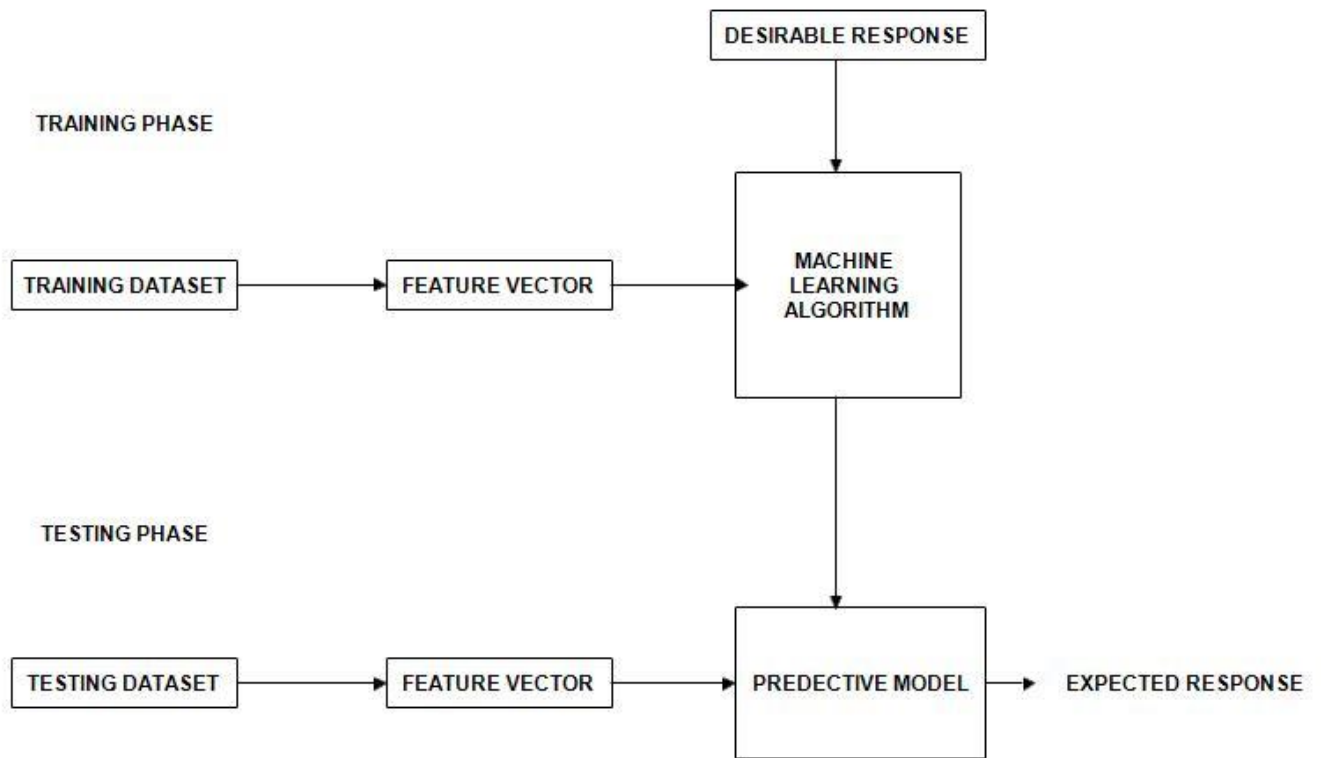 DESIRABLE RESPONSE
TRAINING PHASE
TRAINING DATASET
FEATURE VECTOR
MACHINE
LEARNING
ALGORITHM
TESTING PHASE
TESTING DATASET
FEATURE VECTOR
PREDECTIVE MODEL
EXPECTED RESPONSE